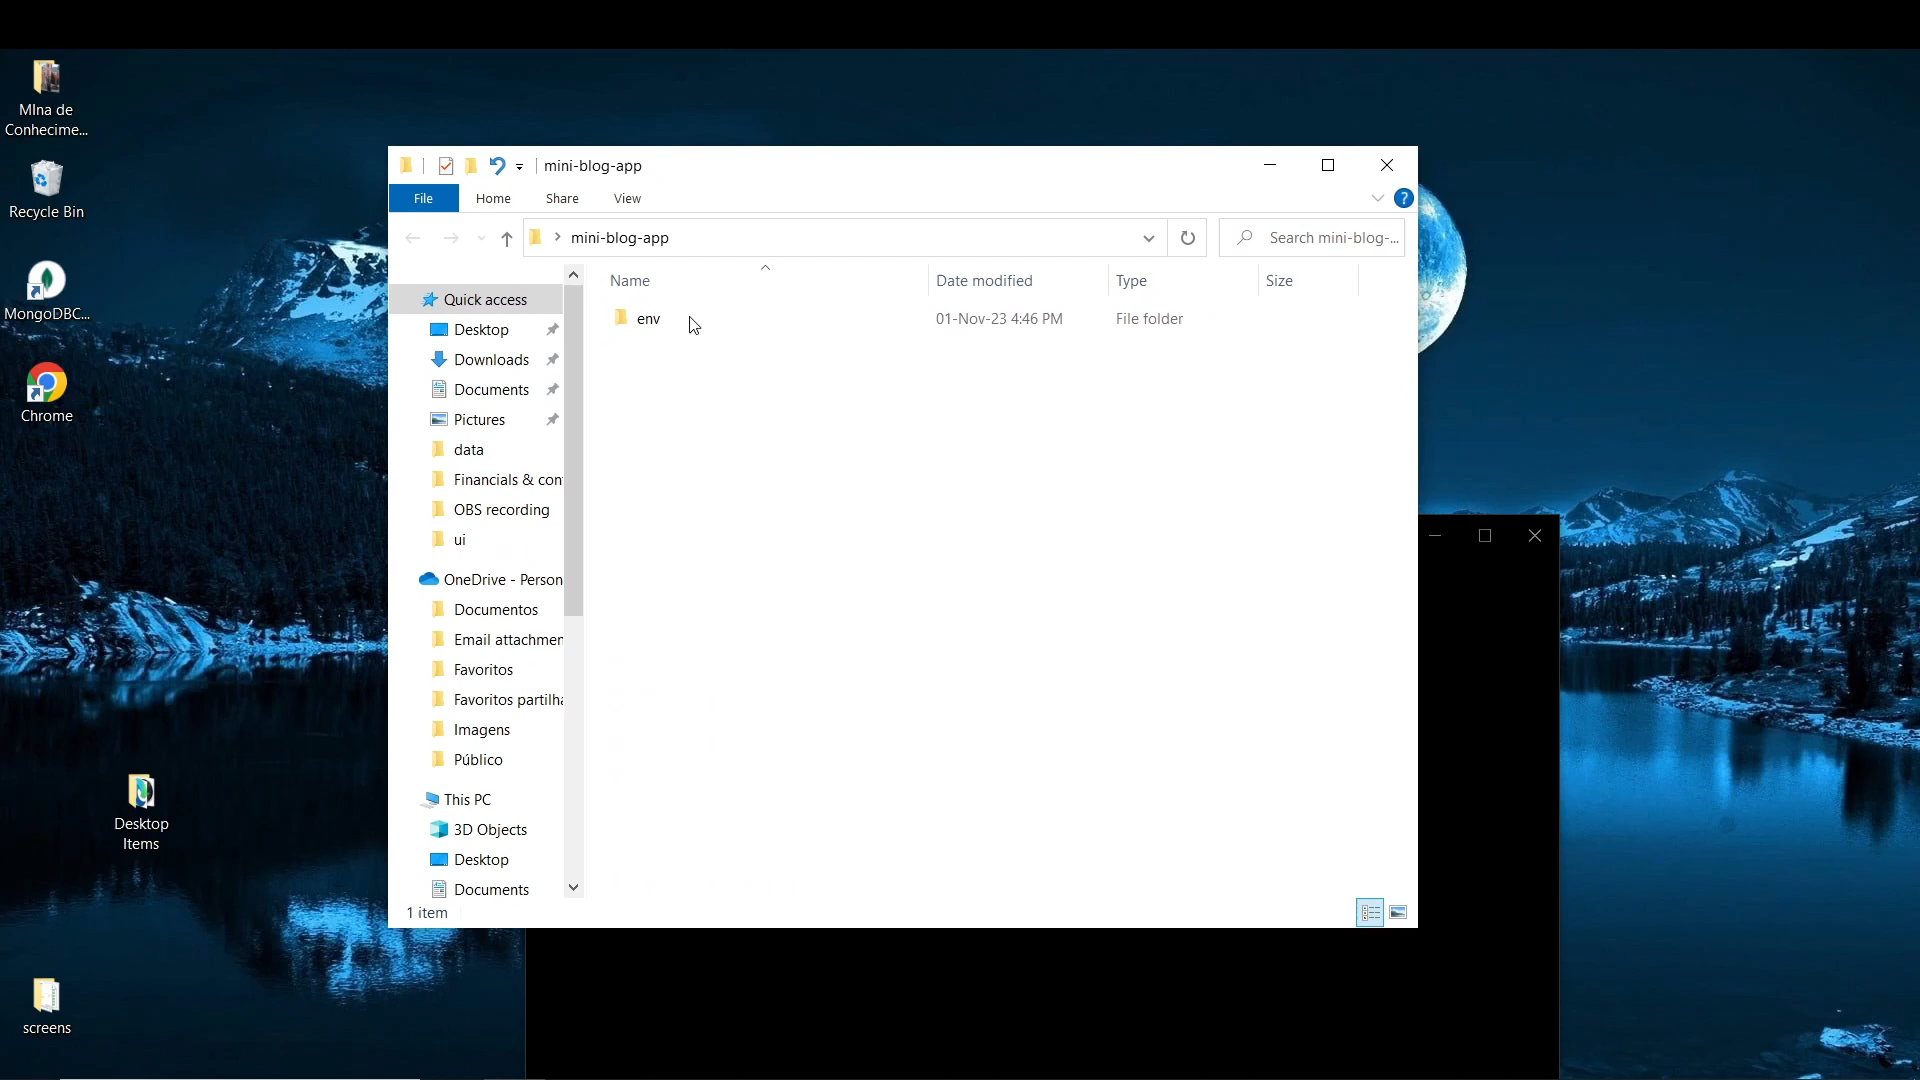 MIna de
Conhecime...
Recycle Bin
MongoDBC...
Chrome
Desktop
Items
screens
mini-blog-app
File
Home
Share
View
?
mini-blog-app
Search mini-blog-...
Quick access
Desktop
Downloads
Documents
Pictures
data
Financials & con
OBS recording
ui
OneDrive - Person
Documentos
Email attachmen
Favoritos
Favoritos partilha
Imagens
Público
This PC
3D Objects
Desktop
Documents
Name
Date modified
Type
Size
env
01-Nov-23 4:46 PM
File folder
1 item